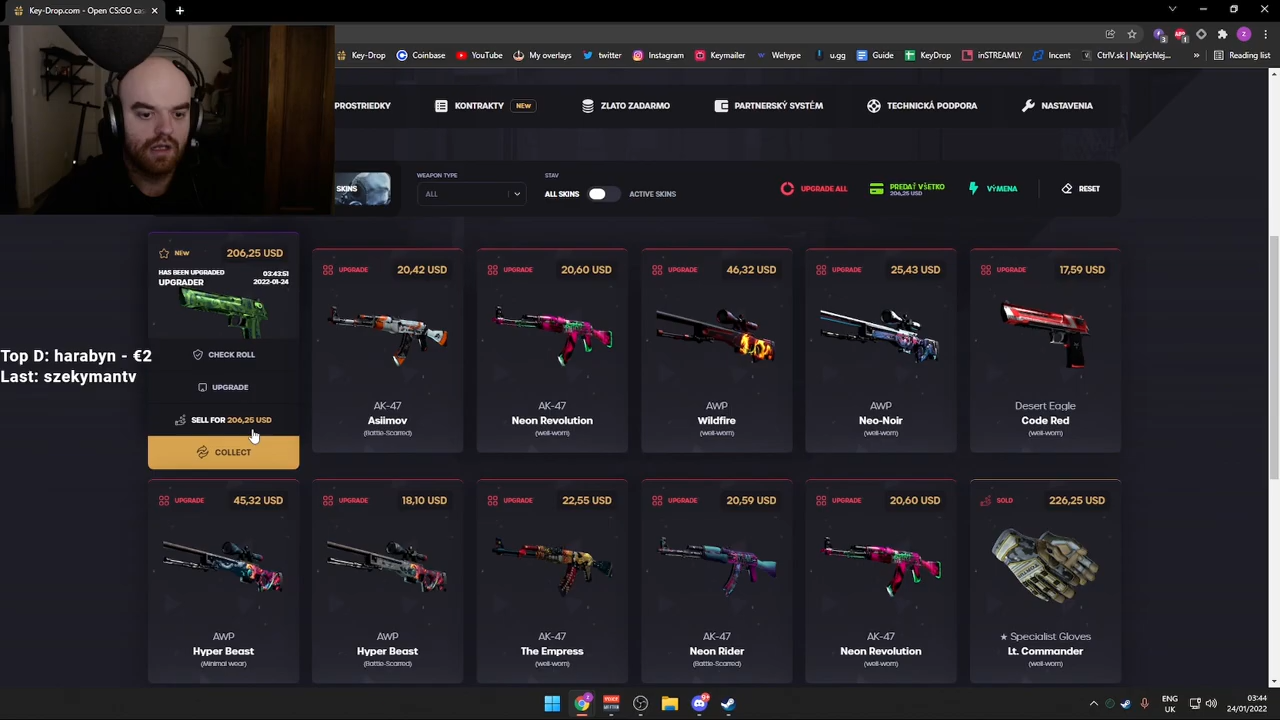 Key-Drop.com - Open CS:GO cas
Key-Drop
Coinbase
YouTube
My overlays
twitter
Instagram
Keymailer
Wehype
u.gg
Guide
KeyDrop
inSTREAMLY
Incent
CtrlV.sk | Najrýchlej...
Reading list
PROSTRIEDKY
KONTRAKTY NEW
ZLATO ZADARMO
PARTNERSKÝ SYSTÉM
TECHNICKÁ PODPORA
NASTAVENIA
SKINS
WEAPON TYPE
ALL
STAV
ALL SKINS
ACTIVE SKINS
UPGRADE ALL
PREDAŤ VŠETKO
206,25 USD
VÝMENA
RESET
NEW 206,25 USD
HAS BEEN UPGRADED 03:43:51
UPGRADER 2022-01-24
CHECK ROLL
UPGRADE
SELL FOR 206,25 USD
COLLECT
UPGRADE 20,42 USD
AK-47
Asiimov
(Battle-Scarred)
UPGRADE 20,60 USD
AK-47
Neon Revolution
(well-worn)
UPGRADE 46,32 USD
AWP
Wildfire
(well-worn)
UPGRADE 25,43 USD
AWP
Neo-Noir
(well-worn)
UPGRADE 17,59 USD
Desert Eagle
Code Red
(well-worn)
Top D: harabyn - €2
Last: szekymantv
UPGRADE 45,32 USD
AWP
Hyper Beast
(Minimal wear)
UPGRADE 18,10 USD
AWP
Hyper Beast
(Battle-Scarred)
UPGRADE 22,55 USD
AK-47
The Empress
(well-worn)
UPGRADE 20,59 USD
AK-47
Neon Rider
(Battle-Scarred)
UPGRADE 20,60 USD
AK-47
Neon Revolution
(well-worn)
SOLD 226,25 USD
★ Specialist Gloves
Lt. Commander
(well-worn)
ENG
UK
03:44
24/01/2022